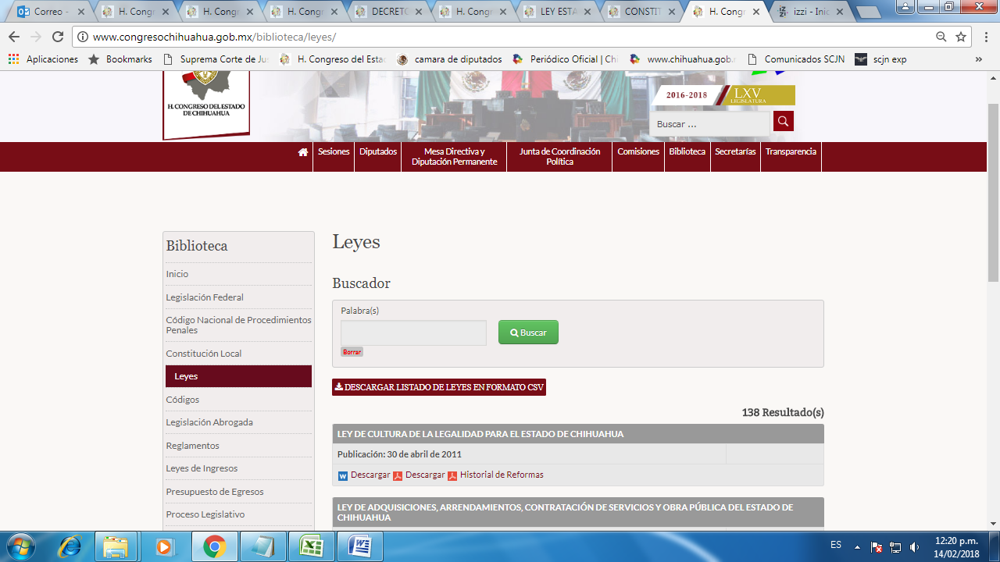 Correo -
H. Congr
H. Congr
H. Congr
DECRETO
H. Congr
LEY ESTA
CONSTIT
H. Congr
izzi - Inic
www.congresochihuahua.gob.mx/biblioteca/leyes/
Aplicaciones
Bookmarks
Suprema Corte de Jus
H. Congreso del Estad
camara de diputados
Periódico Oficial | Chi
www.chihuahua.gob.m
Comunicados SCJN
scjn exp
»
H. CONGRESO DEL ESTADO
DE CHIHUAHUA
2016-2018
LXV
LEGISLATURA
Buscar ...
Sesiones
Diputados
Mesa Directiva y
Diputación Permanente
Junta de Coordinación
Política
Comisiones
Biblioteca
Secretarías
Transparencia
Biblioteca
Inicio
Legislación Federal
Código Nacional de Procedimientos
Penales
Constitución Local
Leyes
Códigos
Legislación Abrogada
Reglamentos
Leyes de Ingresos
Presupuesto de Egresos
Proceso Legislativo
Leyes
Buscador
Palabra(s)
Buscar
Borrar
DESCARGAR LISTADO DE LEYES EN FORMATO CSV
138 Resultado(s)
LEY DE CULTURA DE LA LEGALIDAD PARA EL ESTADO DE CHIHUAHUA
Publicación: 30 de abril de 2011
Descargar Descargar Historial de Reformas
LEY DE ADQUISICIONES, ARRENDAMIENTOS, CONTRATACIÓN DE SERVICIOS Y OBRA PÚBLICA DEL ESTADO DE
CHIHUAHUA
ES
12:20 p.m.
14/02/2018